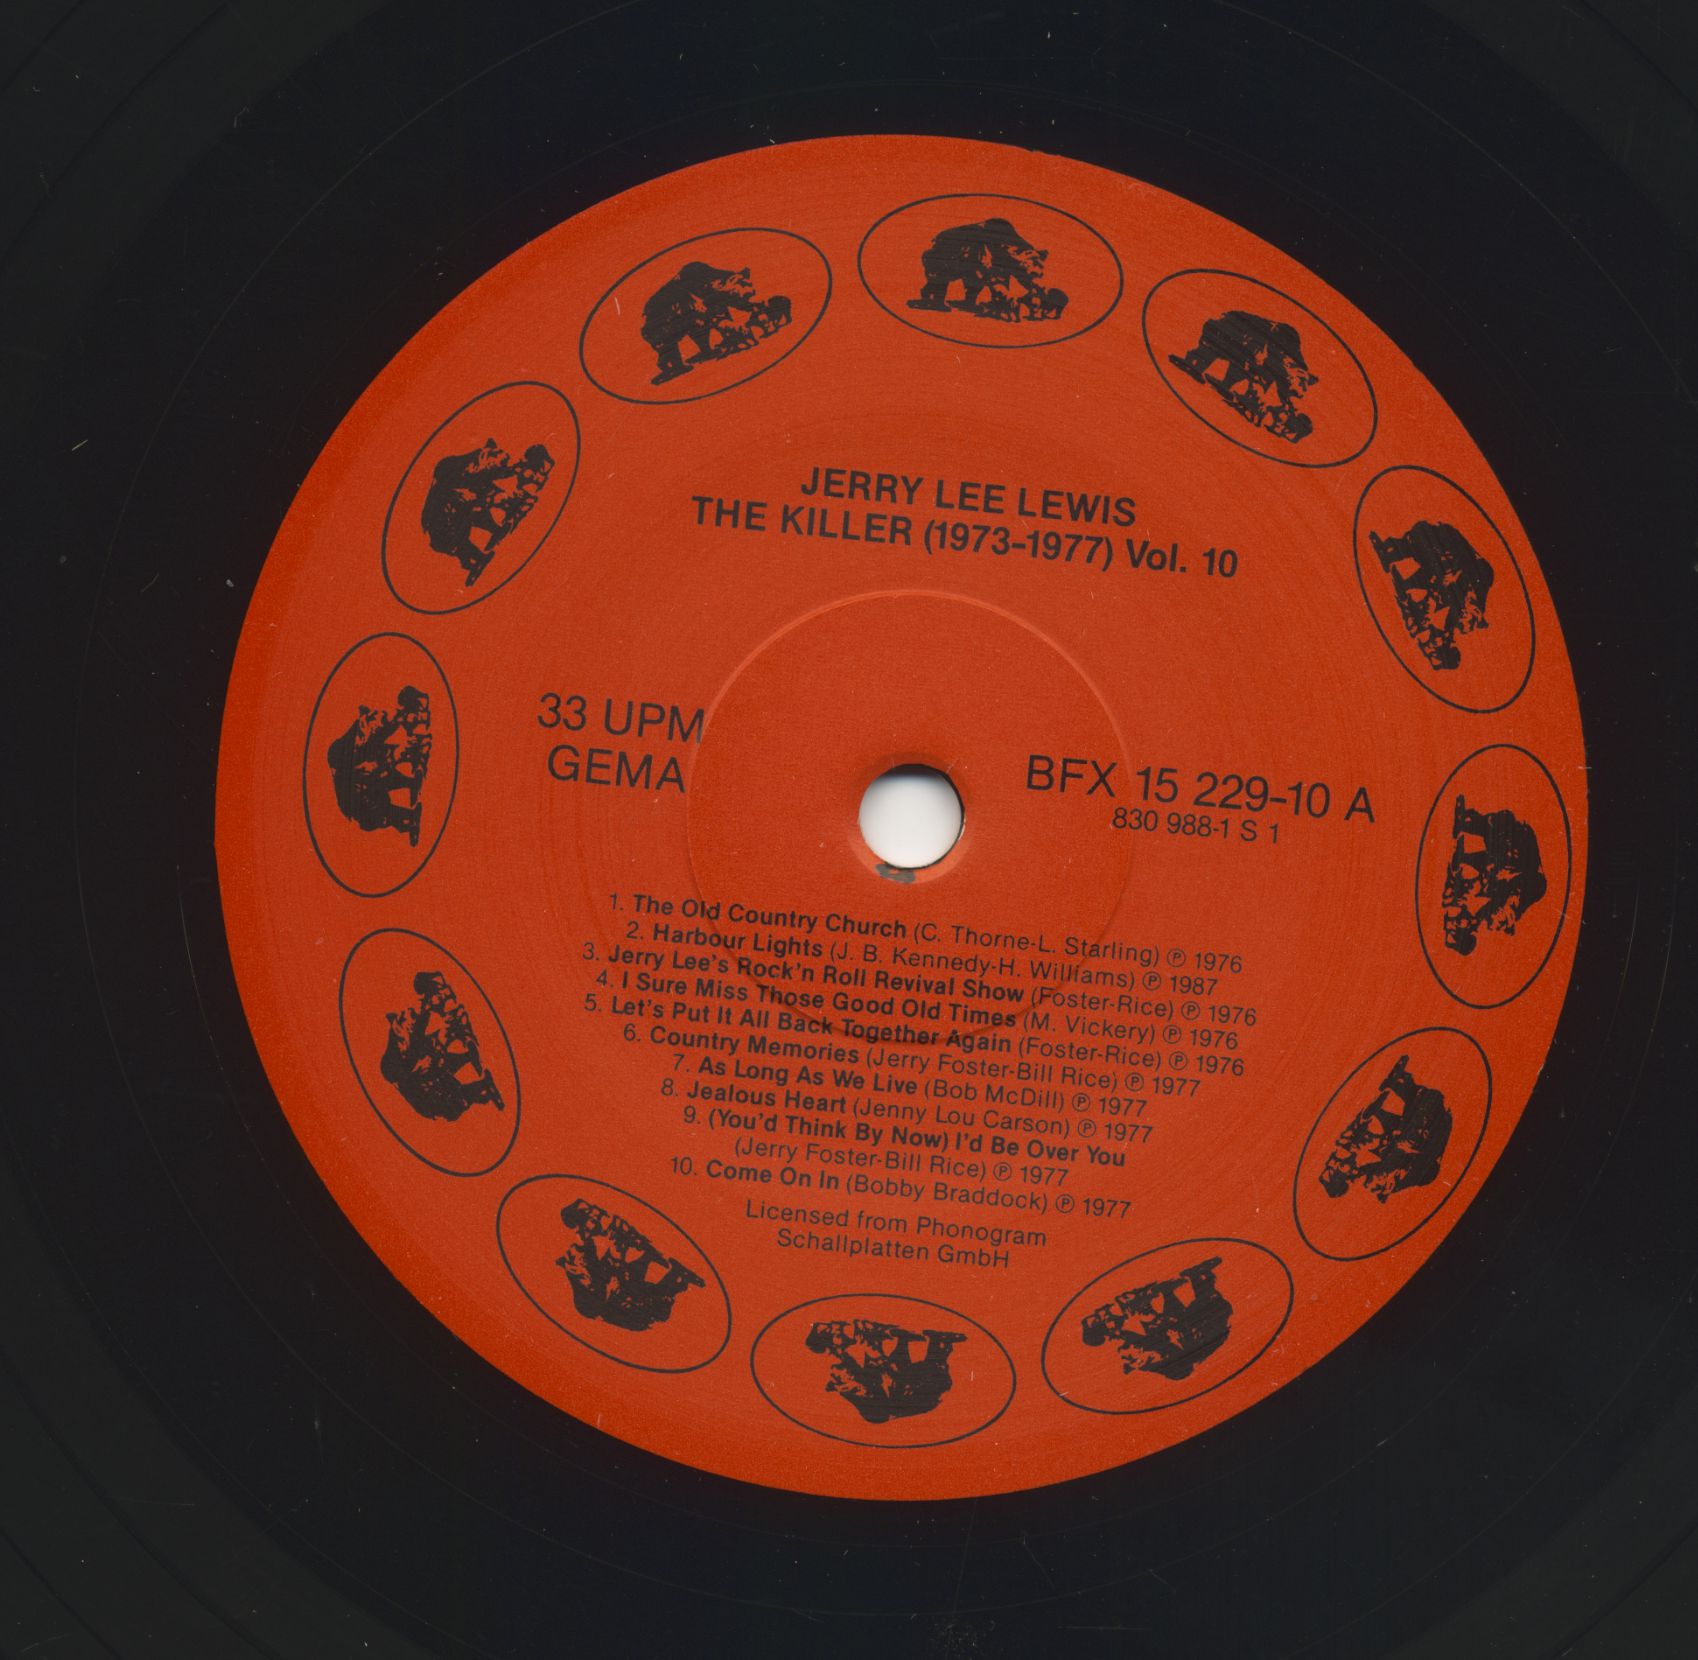 JERRY LEE LEWIS
THE KILLER (1973-1977) Vol. 10
33 UPM
GEMA
BFX 15 229-10 A
830 988-1 S 1
1. The Old Country Church (C. Thorne-L. Starling) ℗ 1976
2. Harbour Lights (J. B. Kennedy-H. Williams) ℗ 1987
3. Jerry Lee's Rock'n Roll Revival Show (Foster-Rice) ℗ 1976
4. I Sure Miss Those Good Old Times (M. Vickery) ℗ 1976
5. Let's Put It All Back Together Again (Foster-Rice) ℗ 1976
6. Country Memories (Jerry Foster-Bill Rice) ℗ 1977
7. As Long As We Live (Bob McDill) ℗ 1977
8. Jealous Heart (Jenny Lou Carson) ℗ 1977
9. (You'd Think By Now) I'd Be Over You
(Jerry Foster-Bill Rice) ℗ 1977
10. Come On In (Bobby Braddock) ℗ 1977
Licensed from Phonogram
Schallplatten GmbH